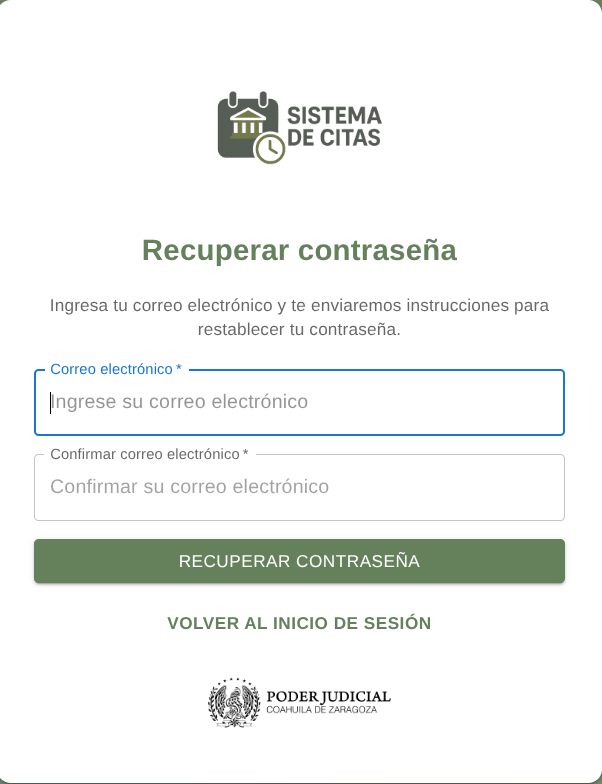 SISTEMA
DE CITAS
Recuperar contraseña
Ingresa tu correo electrónico y te enviaremos instrucciones para
restablecer tu contraseña.
Correo electrónico *
Ingrese su correo electrónico
Confirmar correo electrónico *
Confirmar su correo electrónico
RECUPERAR CONTRASEÑA
VOLVER AL INICIO DE SESIÓN
PODER JUDICIAL
COAHUILA DE ZARAGOZA